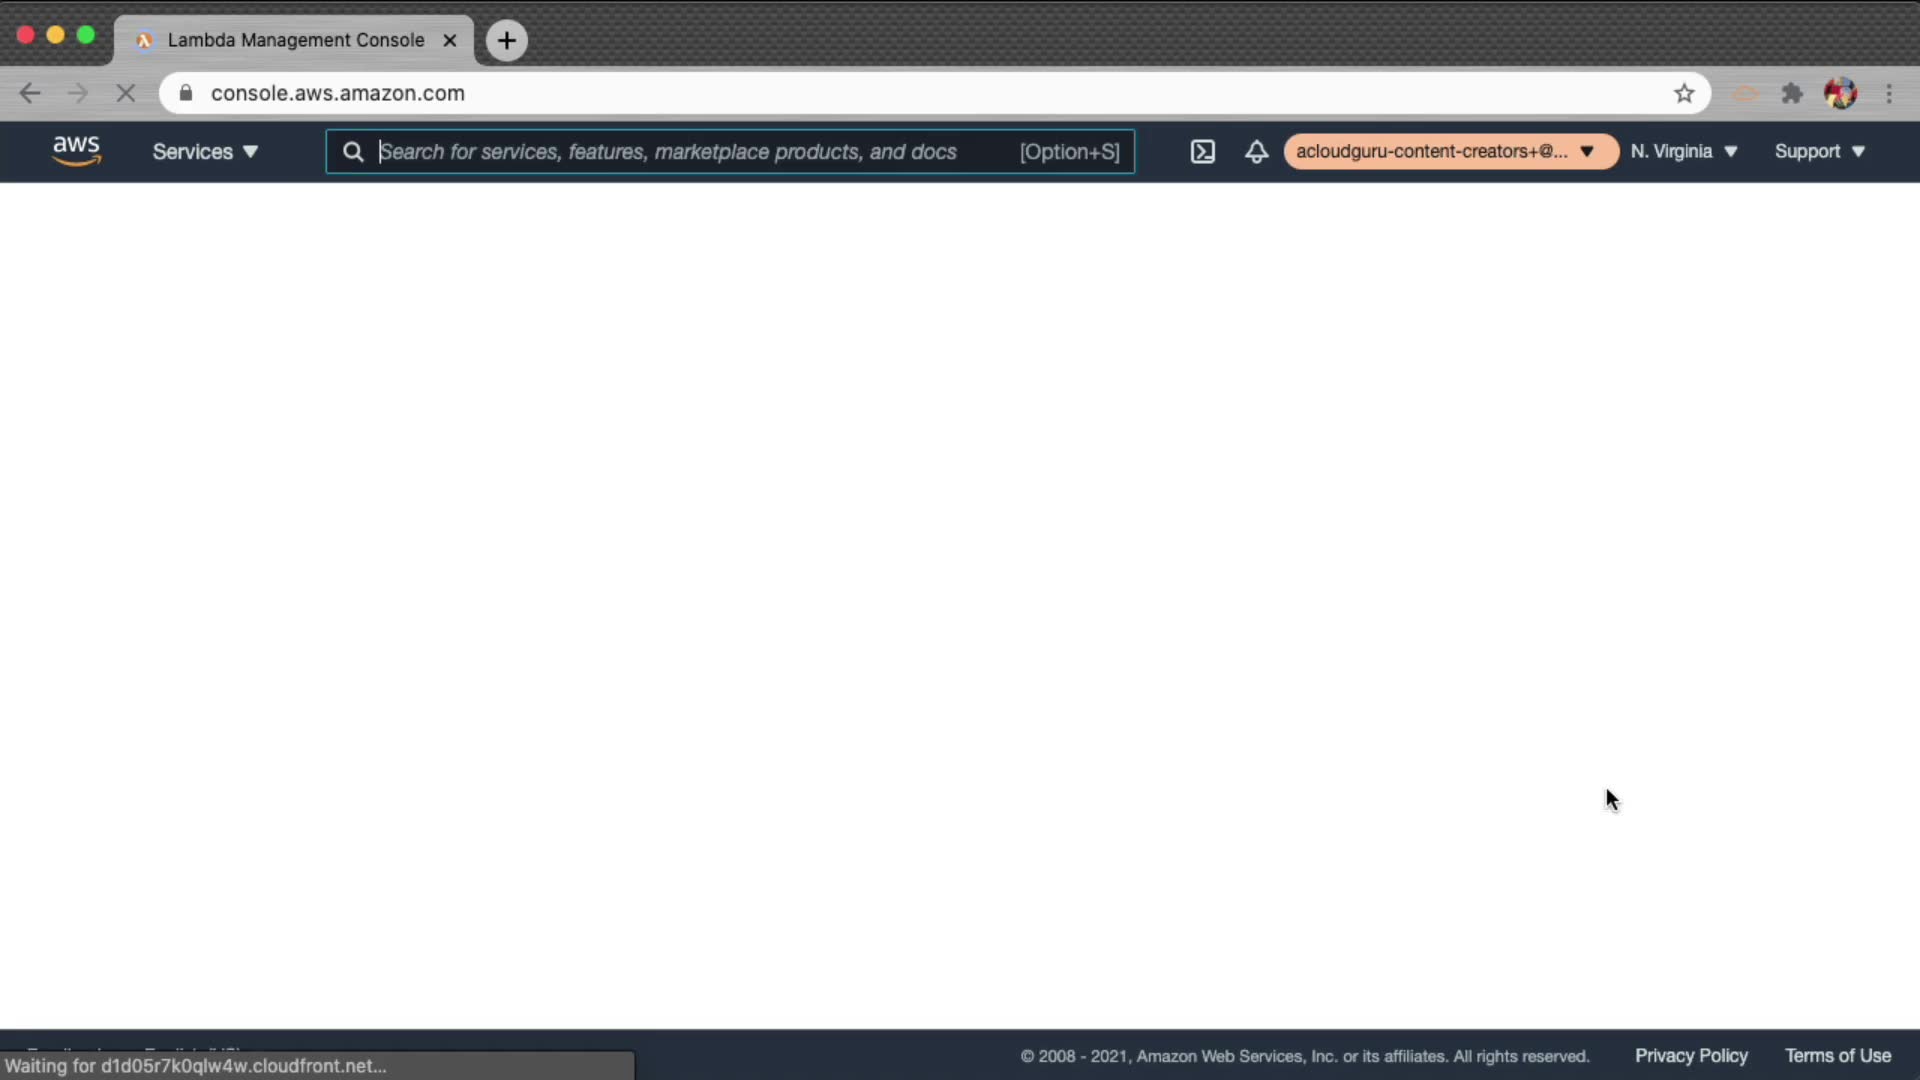 Lambda Management Console
console.aws.amazon.com
aws
Services
Search for services, features, marketplace products, and docs
[Option+S]
acloudguru-content-creators+@...
N. Virginia
Support
Waiting for d1d05r7k0qlw4w.cloudfront.net...
© 2008 - 2021, Amazon Web Services, Inc. or its affiliates. All rights reserved.
Privacy Policy
Terms of Use